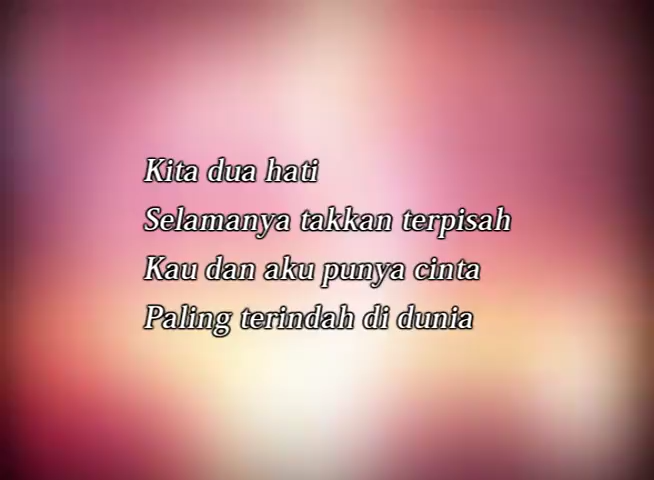 Kita dua hati
Selamanya takkan terpisah
Kau dan aku punya cinta
Paling terindah di dunia